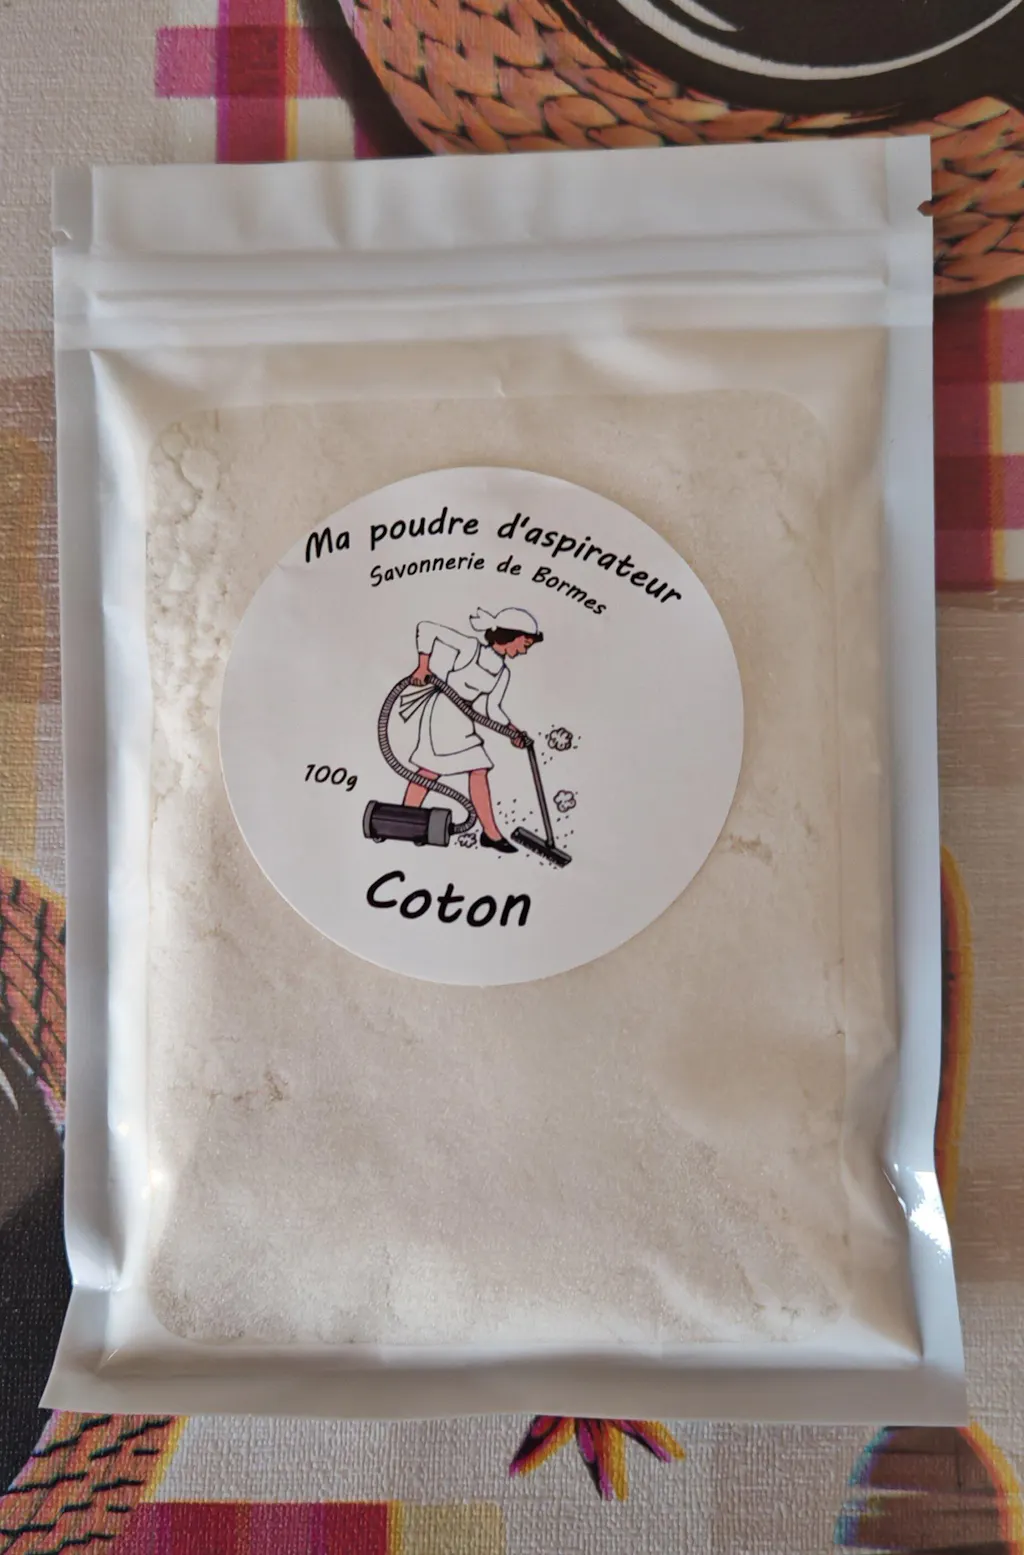 Ma poudre d'aspirateur
Savonnerie de Bormes
100g
Coton